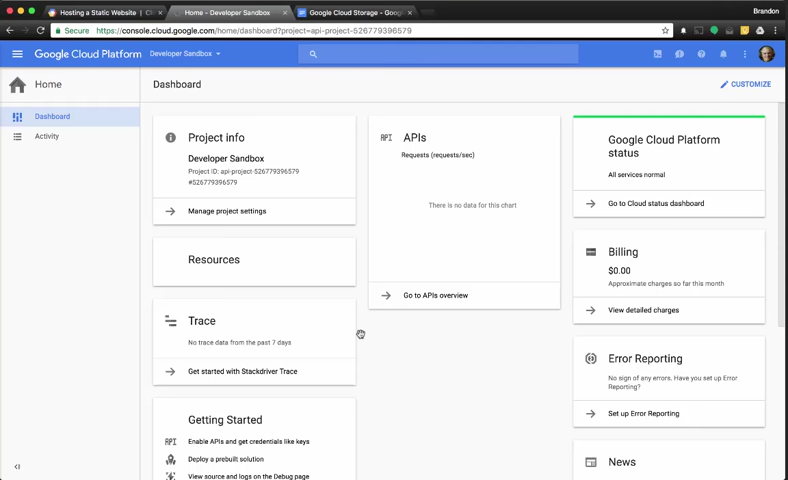 Hosting a Static Website | C
Home - Developer Sandbox
Google Cloud Storage - Goog
Brandon
Secure
https://console.cloud.google.com/home/dashboard?project=api-project-526779396579
Google Cloud Platform
Developer Sandbox
Home
Dashboard
CUSTOMIZE
Dashboard
Activity
Project info
Developer Sandbox
Project ID: api-project-526779396579
#526779396579
Manage project settings
Resources
Trace
No trace data from the past 7 days
Get started with Stackdriver Trace
Getting Started
API
Enable APIs and get credentials like keys
Deploy a prebuilt solution
View source and logs on the Debug page
API
APIs
Requests (requests/sec)
There is no data for this chart
Go to APIs overview
Google Cloud Platform
status
All services normal
Go to Cloud status dashboard
Billing
$0.00
Approximate charges so far this month
View detailed charges
Error Reporting
No sign of any errors. Have you set up Error
Reporting?
Set up Error Reporting
News